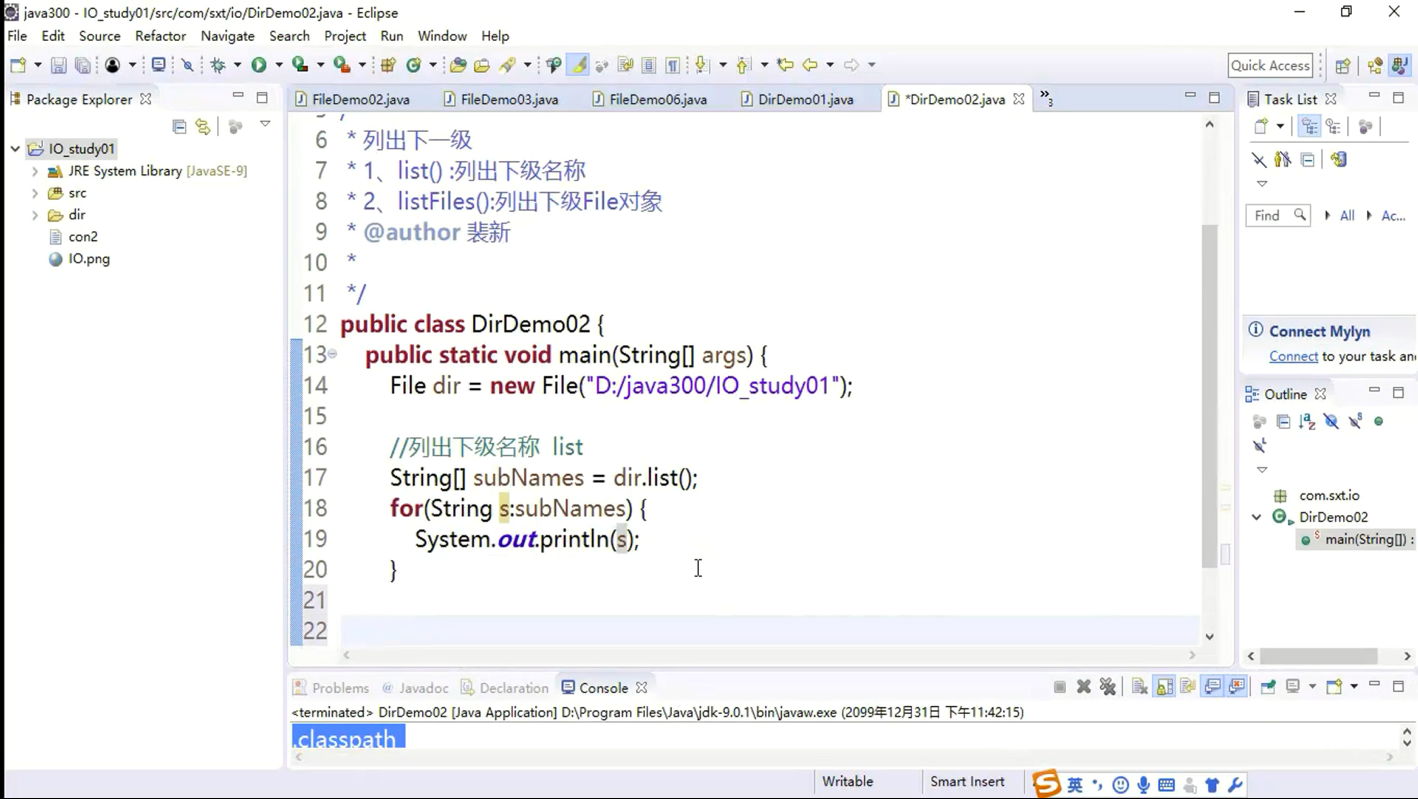 java300 - IO_study01/src/com/sxt/io/DirDemo02.java - Eclipse
File Edit Source Refactor Navigate Search Project Run Window Help
Quick Access
Package Explorer
IO_study01
JRE System Library [JavaSE-9]
src
dir
con2
IO.png
FileDemo02.java FileDemo03.java FileDemo06.java DirDemo01.java *DirDemo02.java »3
6 * 列出下一级
7 * 1、list() :列出下级名称
8 * 2、listFiles():列出下级File对象
9 * @author 裴新
10 *
11 */
12 public class DirDemo02 {
13 public static void main(String[] args) {
14 File dir = new File("D:/java300/IO_study01");
15
16 //列出下级名称 list
17 String[] subNames = dir.list();
18 for(String s:subNames) {
19 System.out.println(s);
20 }
21
22
Task List
Find All Ac...
Connect Mylyn
Connect to your task an
Outline
com.sxt.io
DirDemo02
main(String[]) :
Problems @ Javadoc Declaration Console
<terminated> DirDemo02 [Java Application] D:\Program Files\Java\jdk-9.0.1\bin\javaw.exe (2099年12月31日 下午11:42:15)
.classpath
Writable Smart Insert
S 英